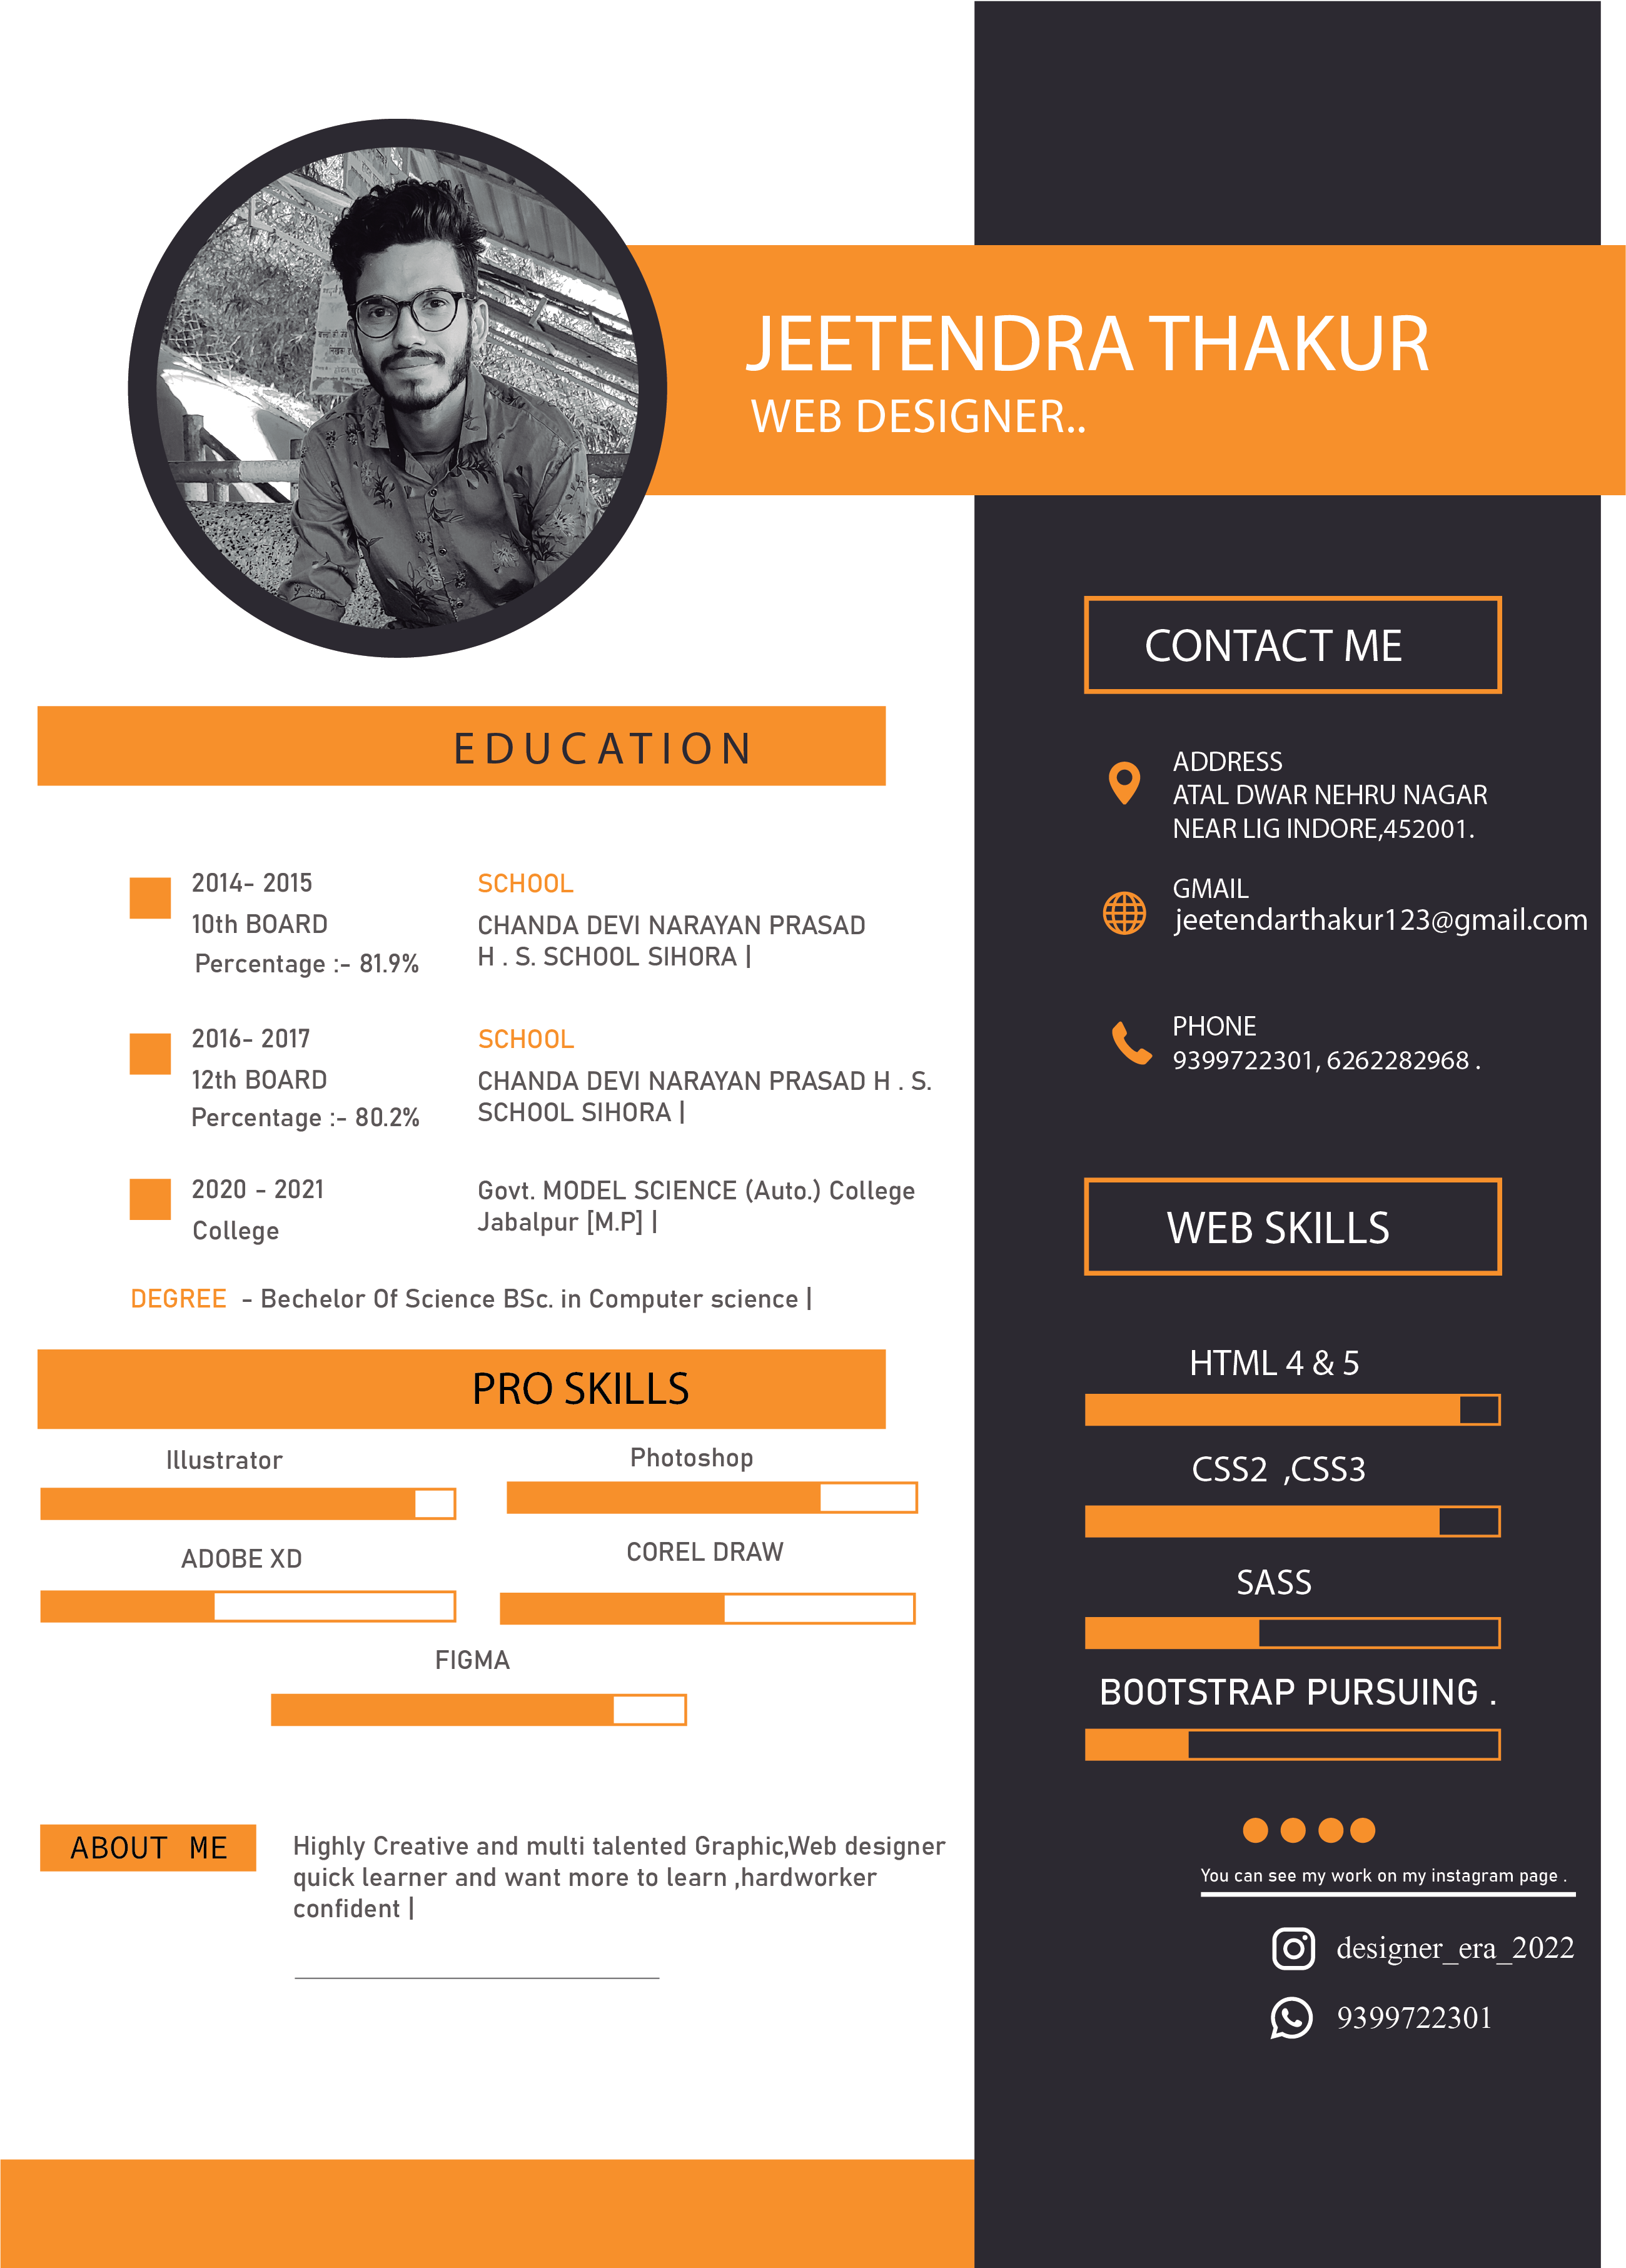 JEETENDRA THAKUR
WEB DESIGNER..
EDUCATION
2014- 2015
10th BOARD
Percentage :- 81.9%
SCHOOL
CHANDA DEVI NARAYAN PRASAD
H . S. SCHOOL SIHORA |
2016- 2017
12th BOARD
Percentage :- 80.2%
SCHOOL
CHANDA DEVI NARAYAN PRASAD H . S.
SCHOOL SIHORA |
2020 - 2021
College
Govt. MODEL SCIENCE (Auto.) College
Jabalpur [M.P] |
DEGREE - Bechelor Of Science BSc. in Computer science |
PRO SKILLS
Illustrator
Photoshop
ADOBE XD
COREL DRAW
FIGMA
ABOUT ME
Highly Creative and multi talented Graphic,Web designer
quick learner and want more to learn ,hardworker
confident |
CONTACT ME
ADDRESS
ATAL DWAR NEHRU NAGAR
NEAR LIG INDORE,452001.
GMAIL
jeetendarthakur123@gmail.com
PHONE
9399722301, 6262282968 .
WEB SKILLS
HTML 4 & 5
CSS2 ,CSS3
SASS
BOOTSTRAP PURSUING .
You can see my work on my instagram page .
designer_era_2022
9399722301